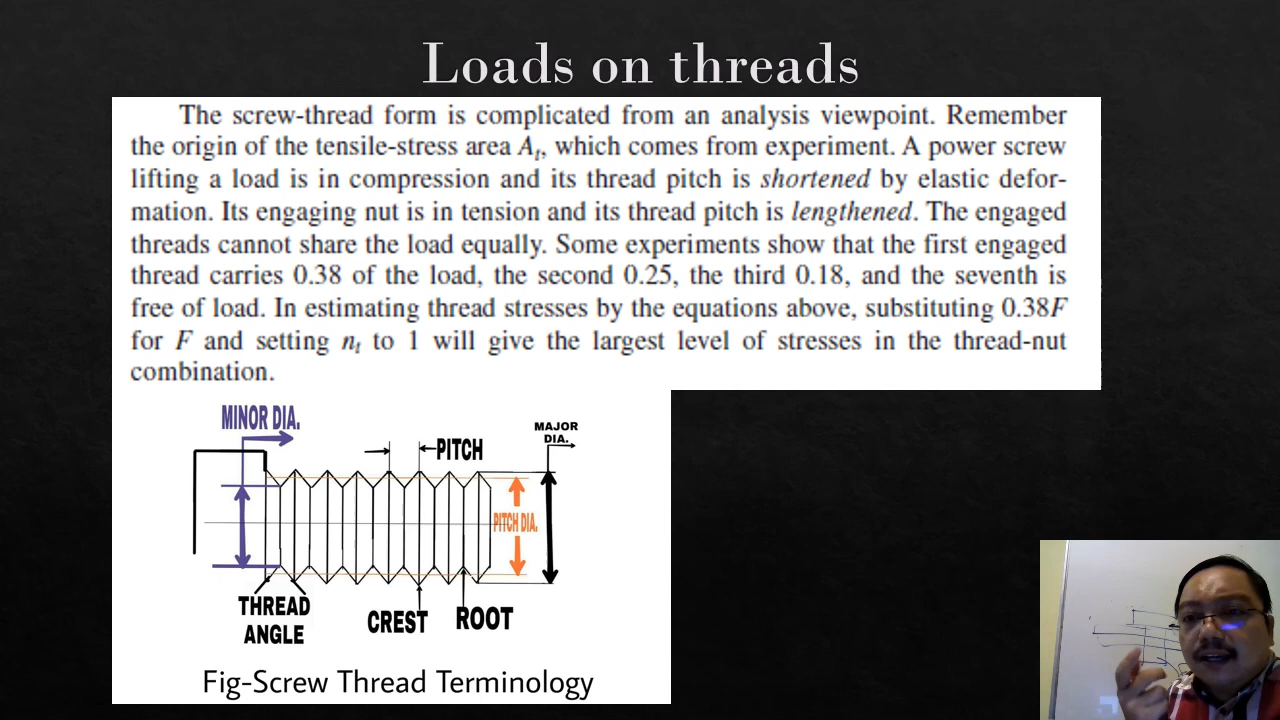 Loads on threads
The screw-thread form is complicated from an analysis viewpoint. Remember
the origin of the tensile-stress area At, which comes from experiment. A power screw
lifting a load is in compression and its thread pitch is shortened by elastic defor-
mation. Its engaging nut is in tension and its thread pitch is lengthened. The engaged
threads cannot share the load equally. Some experiments show that the first engaged
thread carries 0.38 of the load, the second 0.25, the third 0.18, and the seventh is
free of load. In estimating thread stresses by the equations above, substituting 0.38F
for F and setting nt to 1 will give the largest level of stresses in the thread-nut
combination.
MINOR DIA.
MAJOR
DIA.
PITCH
PITCH DIA.
THREAD
ANGLE
CREST
ROOT
Fig-Screw Thread Terminology